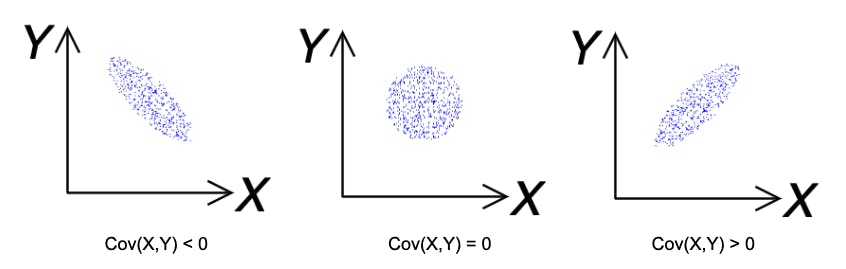 Y
X
Cov(X,Y) < 0
Y
X
Cov(X,Y) = 0
Y
X
Cov(X,Y) > 0